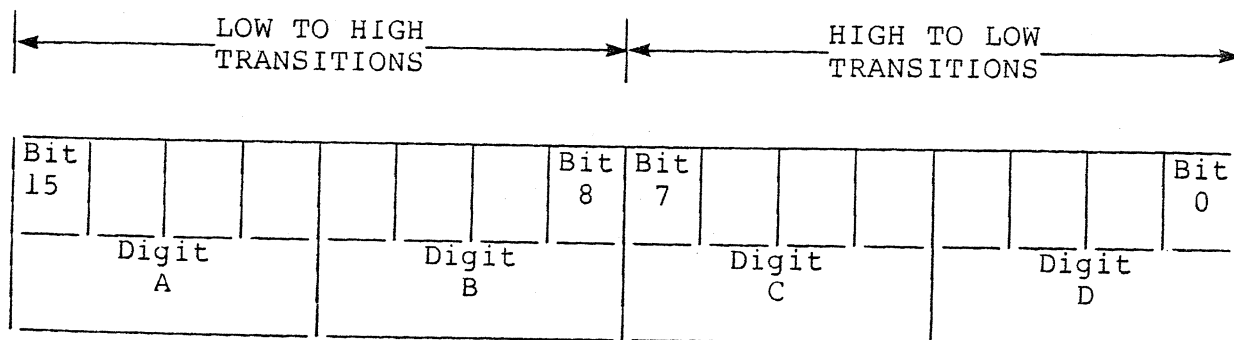 LOW TO HIGH
TRANSITIONS
HIGH TO LOW
TRANSITIONS
Bit
15
Bit
8
Bit
7
Bit
0
Digit
A
Digit
B
Digit
C
Digit
D